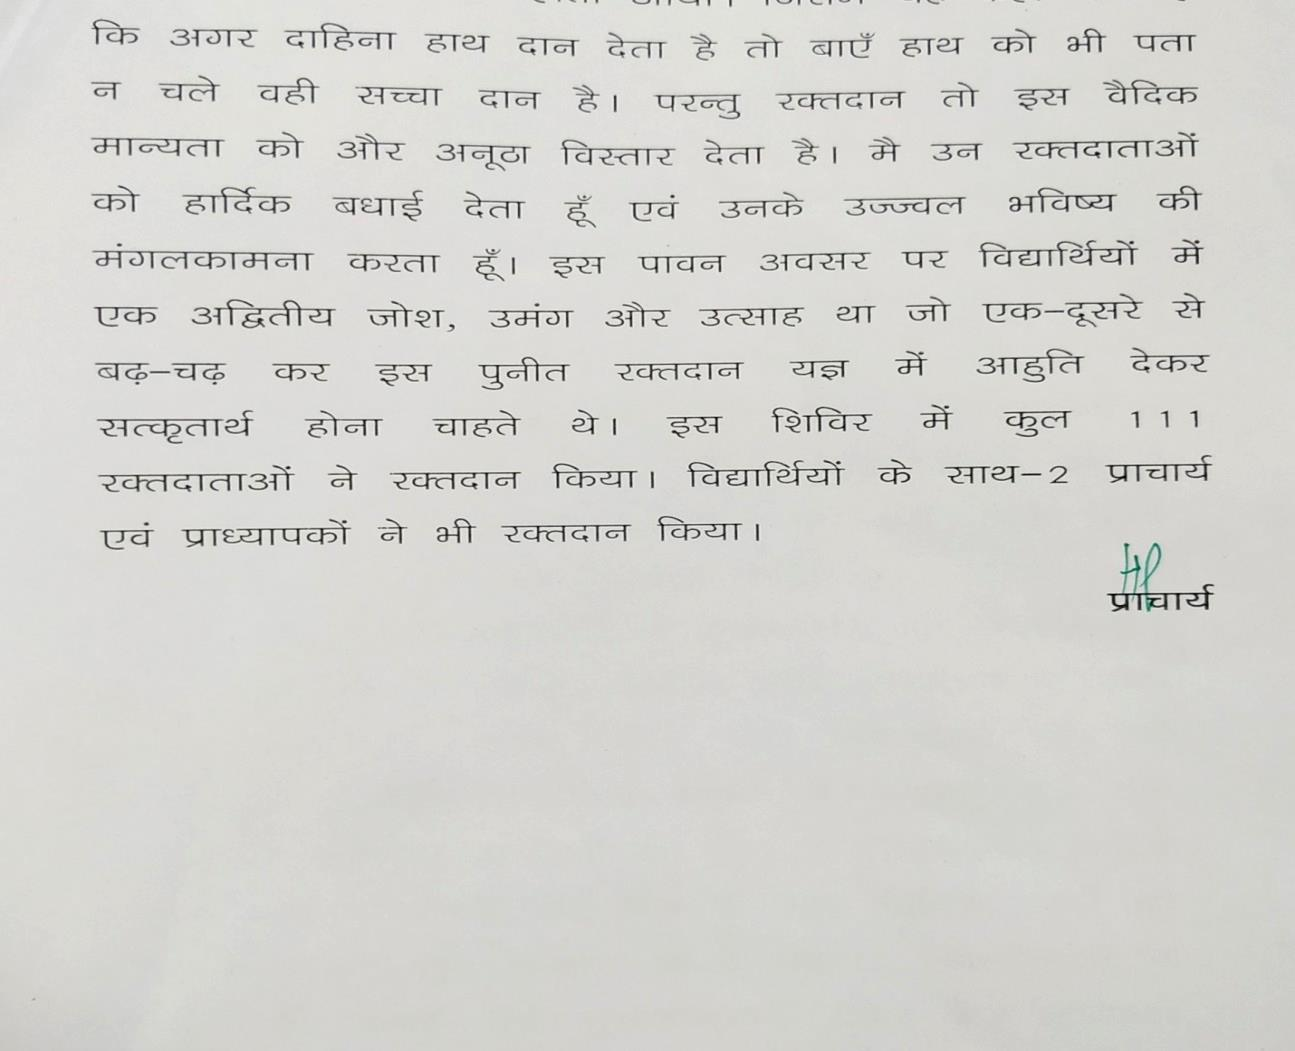 कि अगर दाहिना हाथ दान देता है तो बाएँ हाथ को भी पता
न चले वही सच्चा दान है। परन्तु रक्तदान तो इस वैदिक
मान्यता को और अनूठा विस्तार देता है। मै उन रक्तदाताओं
को हार्दिक बधाई देता हूँ एवं उनके उज्ज्वल भविष्य की
मंगलकामना करता हूँ। इस पावन अवसर पर विद्यार्थियों में
एक अद्वितीय जोश, उमंग और उत्साह था जो एक-दूसरे से
बढ़-चढ़ कर इस पुनीत रक्तदान यज्ञ में आहुति देकर
सत्कृतार्थ होना चाहते थे। इस शिविर में कुल 111
रक्तदाताओं ने रक्तदान किया। विद्यार्थियों के साथ-2 प्राचार्य
एवं प्राध्यापकों ने भी रक्तदान किया।
प्राचार्य